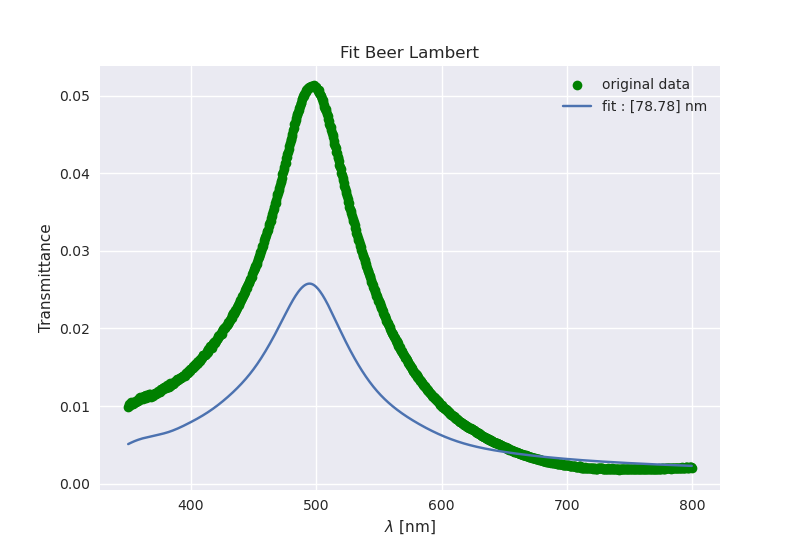 Fit Beer Lambert
original data
fit : [78.78] nm
Transmittance
0.05
0.04
0.03
0.02
0.01
0.00
400 500 600 700 800
λ [nm]